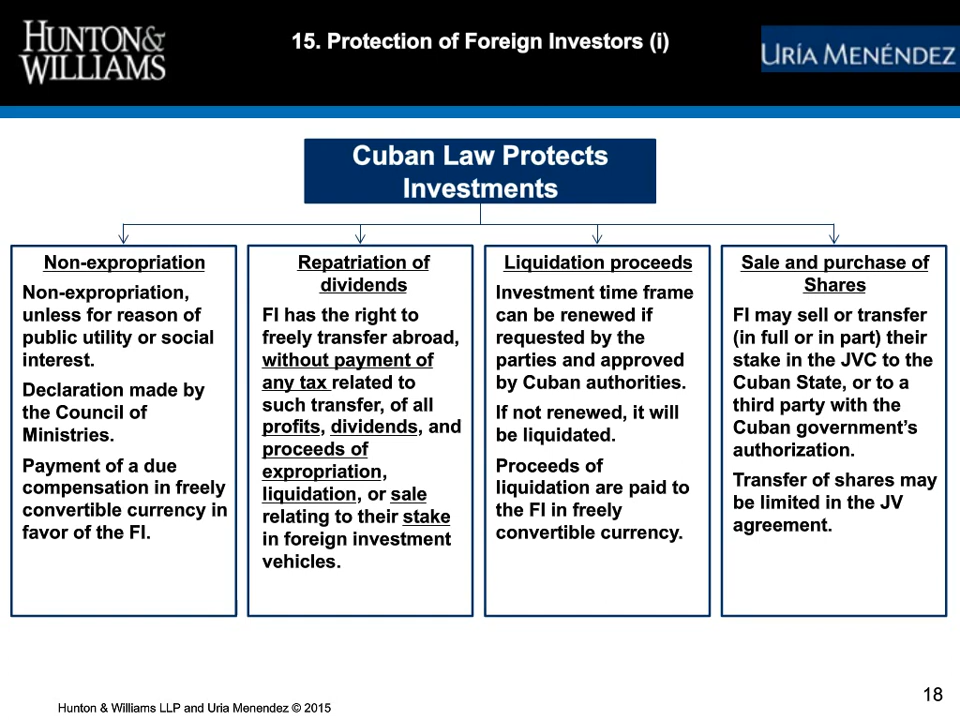 HUNTON&
WILLIAMS
15. Protection of Foreign Investors (i)
URÍA MENÉNDEZ
Cuban Law Protects
Investments
Non-expropriation
Non-expropriation,
unless for reason of
public utility or social
interest.
Declaration made by
the Council of
Ministries.
Payment of a due
compensation in freely
convertible currency in
favor of the FI.
Repatriation of
dividends
FI has the right to
freely transfer abroad,
without payment of
any tax related to
such transfer, of all
profits, dividends, and
proceeds of
expropriation,
liquidation, or sale
relating to their stake
in foreign investment
vehicles.
Liquidation proceeds
Investment time frame
can be renewed if
requested by the
parties and approved
by Cuban authorities.
If not renewed, it will
be liquidated.
Proceeds of
liquidation are paid to
the FI in freely
convertible currency.
Sale and purchase of
Shares
FI may sell or transfer
(in full or in part) their
stake in the JVC to the
Cuban State, or to a
third party with the
Cuban government's
authorization.
Transfer of shares may
be limited in the JV
agreement.
Hunton & Williams LLP and Uria Menendez © 2015
18